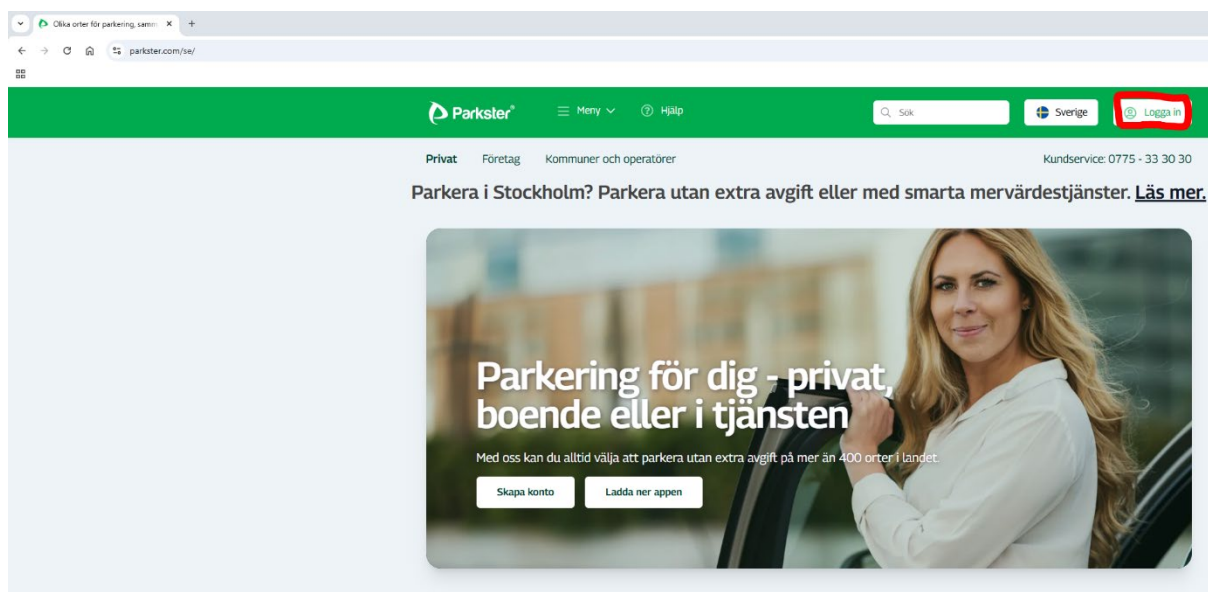 Olika orter för parkering, samm
parkster.com/se/
Parkster® Meny Hjälp Sök Sverige Logga in
Privat Företag Kommuner och operatörer Kundservice: 0775 - 33 30 30
Parkera i Stockholm? Parkera utan extra avgift eller med smarta mervärdestjänster. Läs mer.
Parkering för dig - privat,
boende eller i tjänsten
Med oss kan du alltid välja att parkera utan extra avgift på mer än 400 orter i landet.
Skapa konto Ladda ner appen